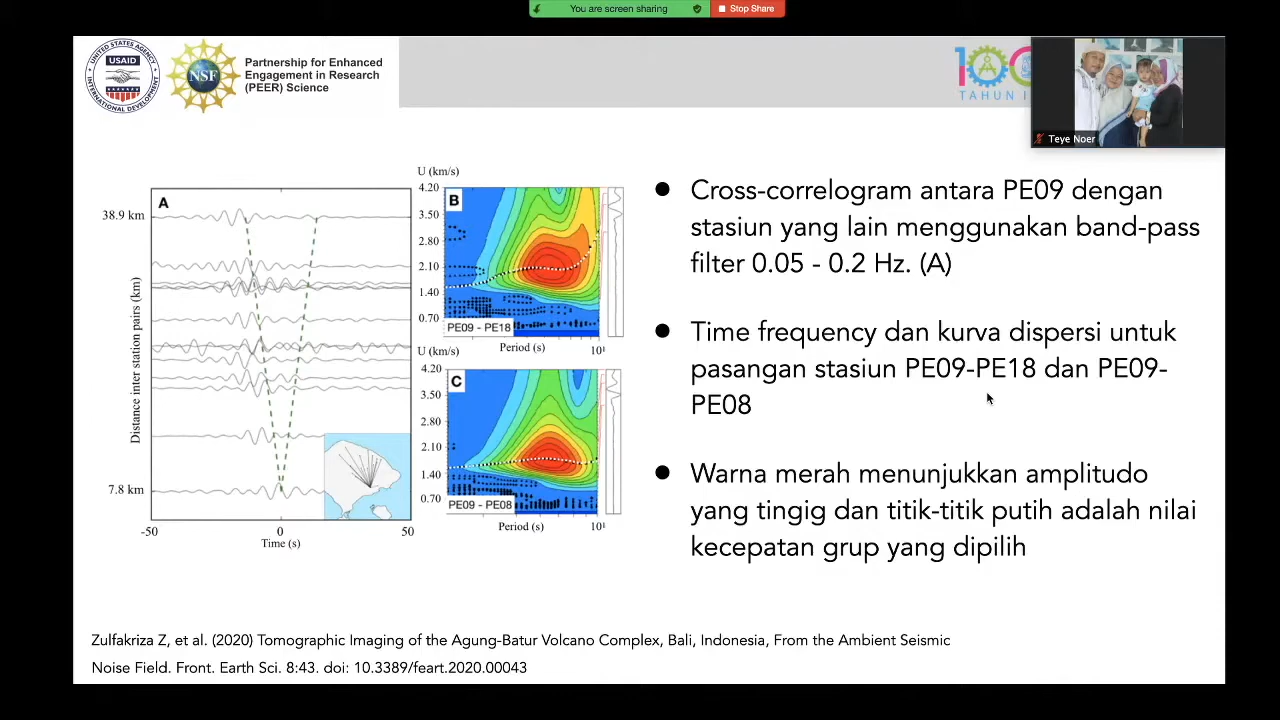 You are screen sharing
Stop Share
UNITED STATES AGENCY
USAID
INTERNATIONAL DEVELOPMENT
NSF
Partnership for Enhanced
Engagement in Research
(PEER) Science
TAHUN
Teye Noer
A
38.9 km
7.8 km
Distance inter station pairs (km)
-50
0
50
Time (s)
U (km/s)
B
4.20
3.50
2.80
2.10
1.40
0.70
PE09 - PE18
Period (s)
10¹
U (km/s)
C
4.20
3.50
2.80
2.10
1.40
0.70
PE09 - PE08
Period (s)
10¹
● Cross-correlogram antara PE09 dengan
stasiun yang lain menggunakan band-pass
filter 0.05 - 0.2 Hz. (A)
● Time frequency dan kurva dispersi untuk
pasangan stasiun PE09-PE18 dan PE09-
PE08
● Warna merah menunjukkan amplitudo
yang tingig dan titik-titik putih adalah nilai
kecepatan grup yang dipilih
Zulfakriza Z, et al. (2020) Tomographic Imaging of the Agung-Batur Volcano Complex, Bali, Indonesia, From the Ambient Seismic
Noise Field. Front. Earth Sci. 8:43. doi: 10.3389/feart.2020.00043